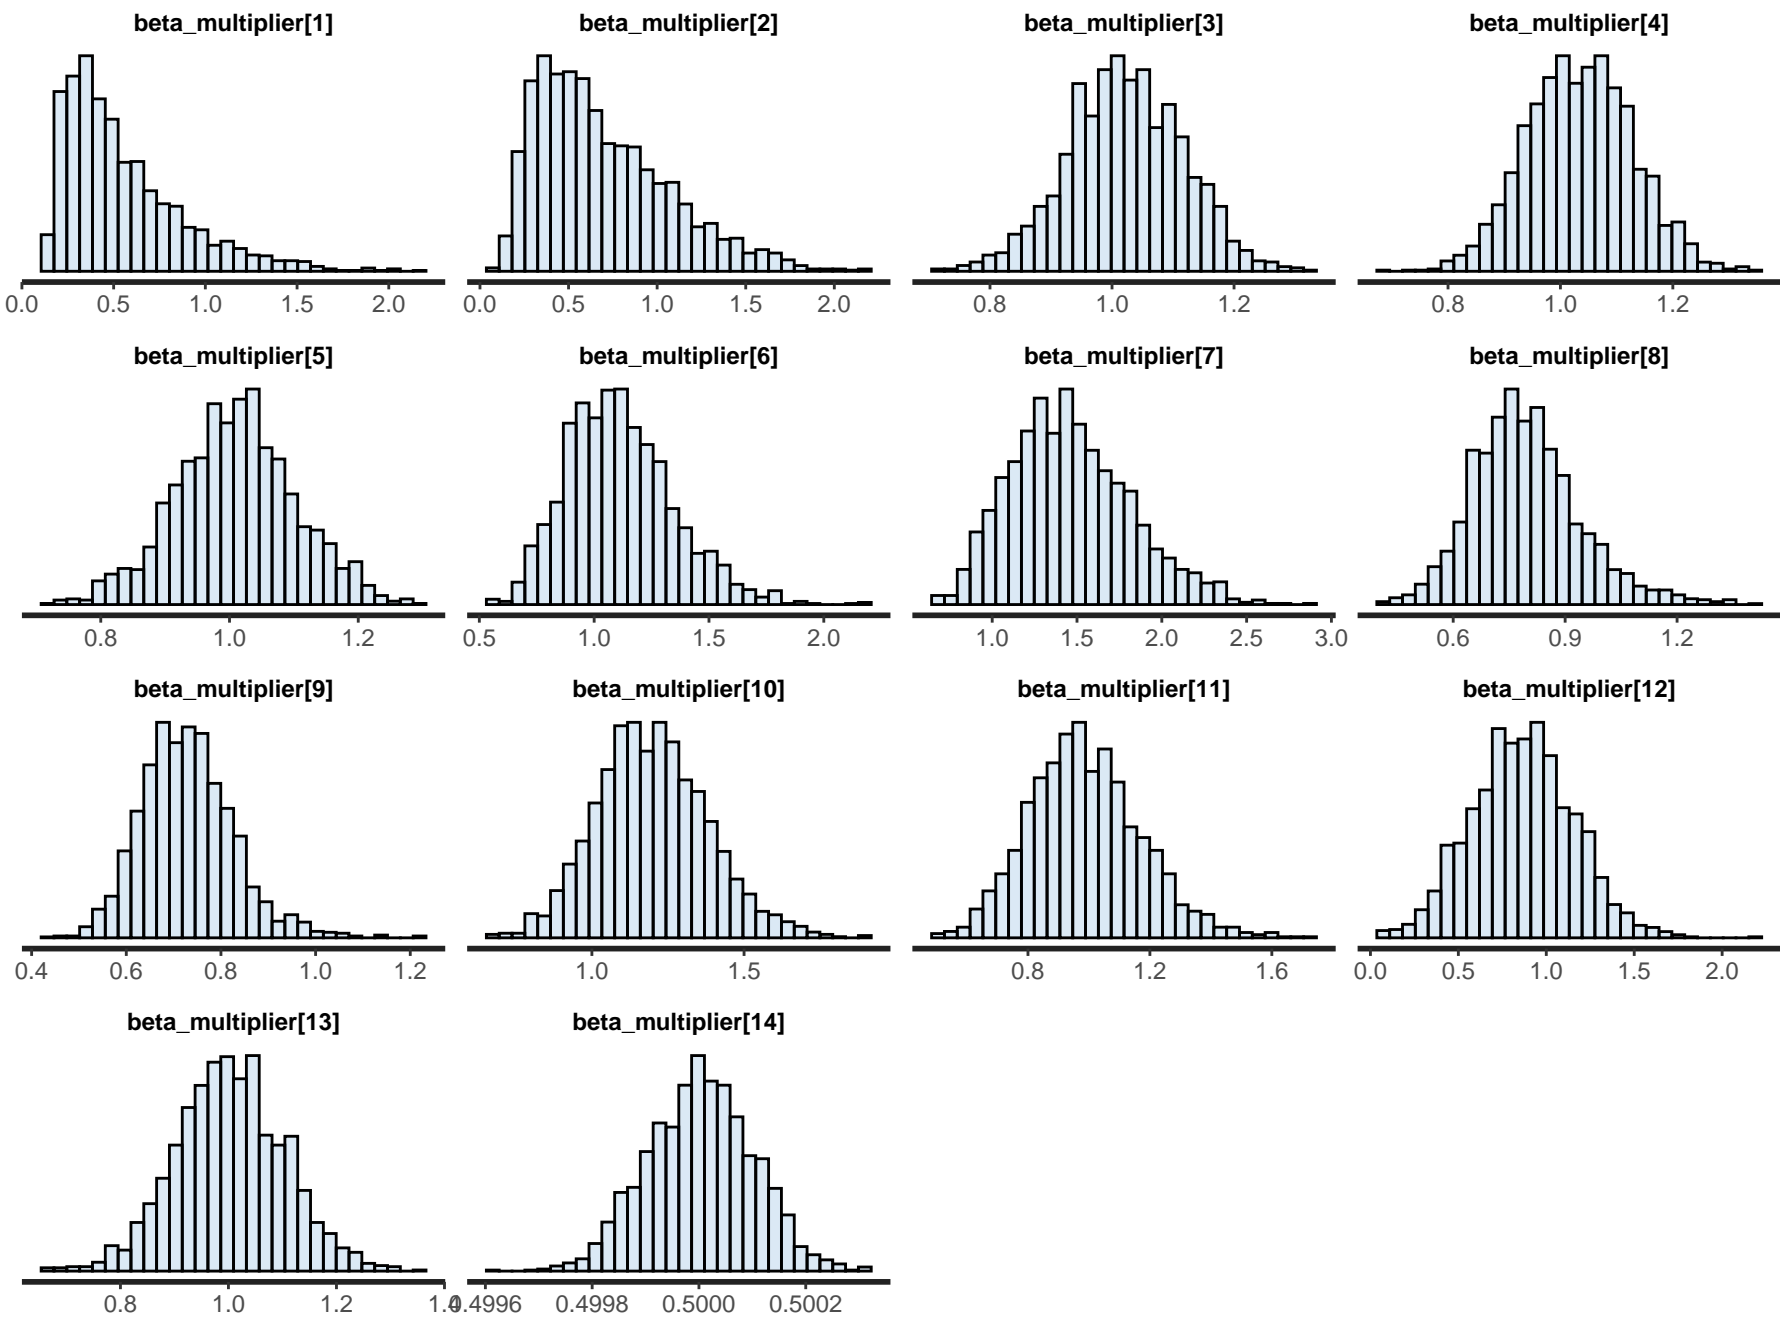 beta_multiplier[1] beta_multiplier[2] beta_multiplier[3] beta_multiplier[4]
0.0 0.5 1.0 1.5 2.0 0.0 0.5 1.0 1.5 2.0 0.8 1.0 1.2 0.8 1.0 1.2
beta_multiplier[5] beta_multiplier[6] beta_multiplier[7] beta_multiplier[8]
0.8 1.0 1.2 0.5 1.0 1.5 2.0 1.0 1.5 2.0 2.5 3.0 0.6 0.9 1.2
beta_multiplier[9] beta_multiplier[10] beta_multiplier[11] beta_multiplier[12]
0.4 0.6 0.8 1.0 1.2 1.0 1.5 0.8 1.2 1.6 0.0 0.5 1.0 1.5 2.0
beta_multiplier[13] beta_multiplier[14]
0.8 1.0 1.2 1.4 0.4996 0.4998 0.5000 0.5002